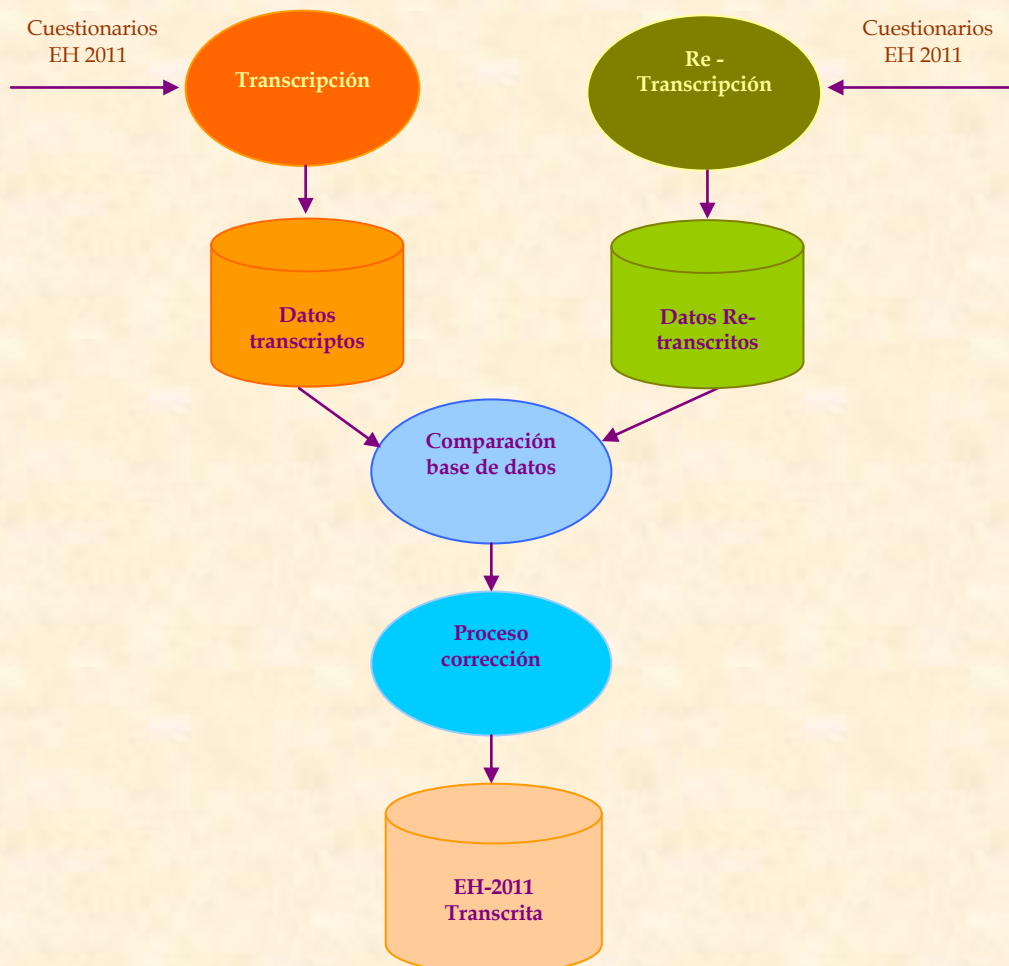 Cuestionarios
EH 2011
Transcripción
Re -
Transcripción
Cuestionarios
EH 2011
Datos
transcriptos
Datos Re-
transcritos
Comparación
base de datos
Proceso
corrección
EH-2011
Transcrita